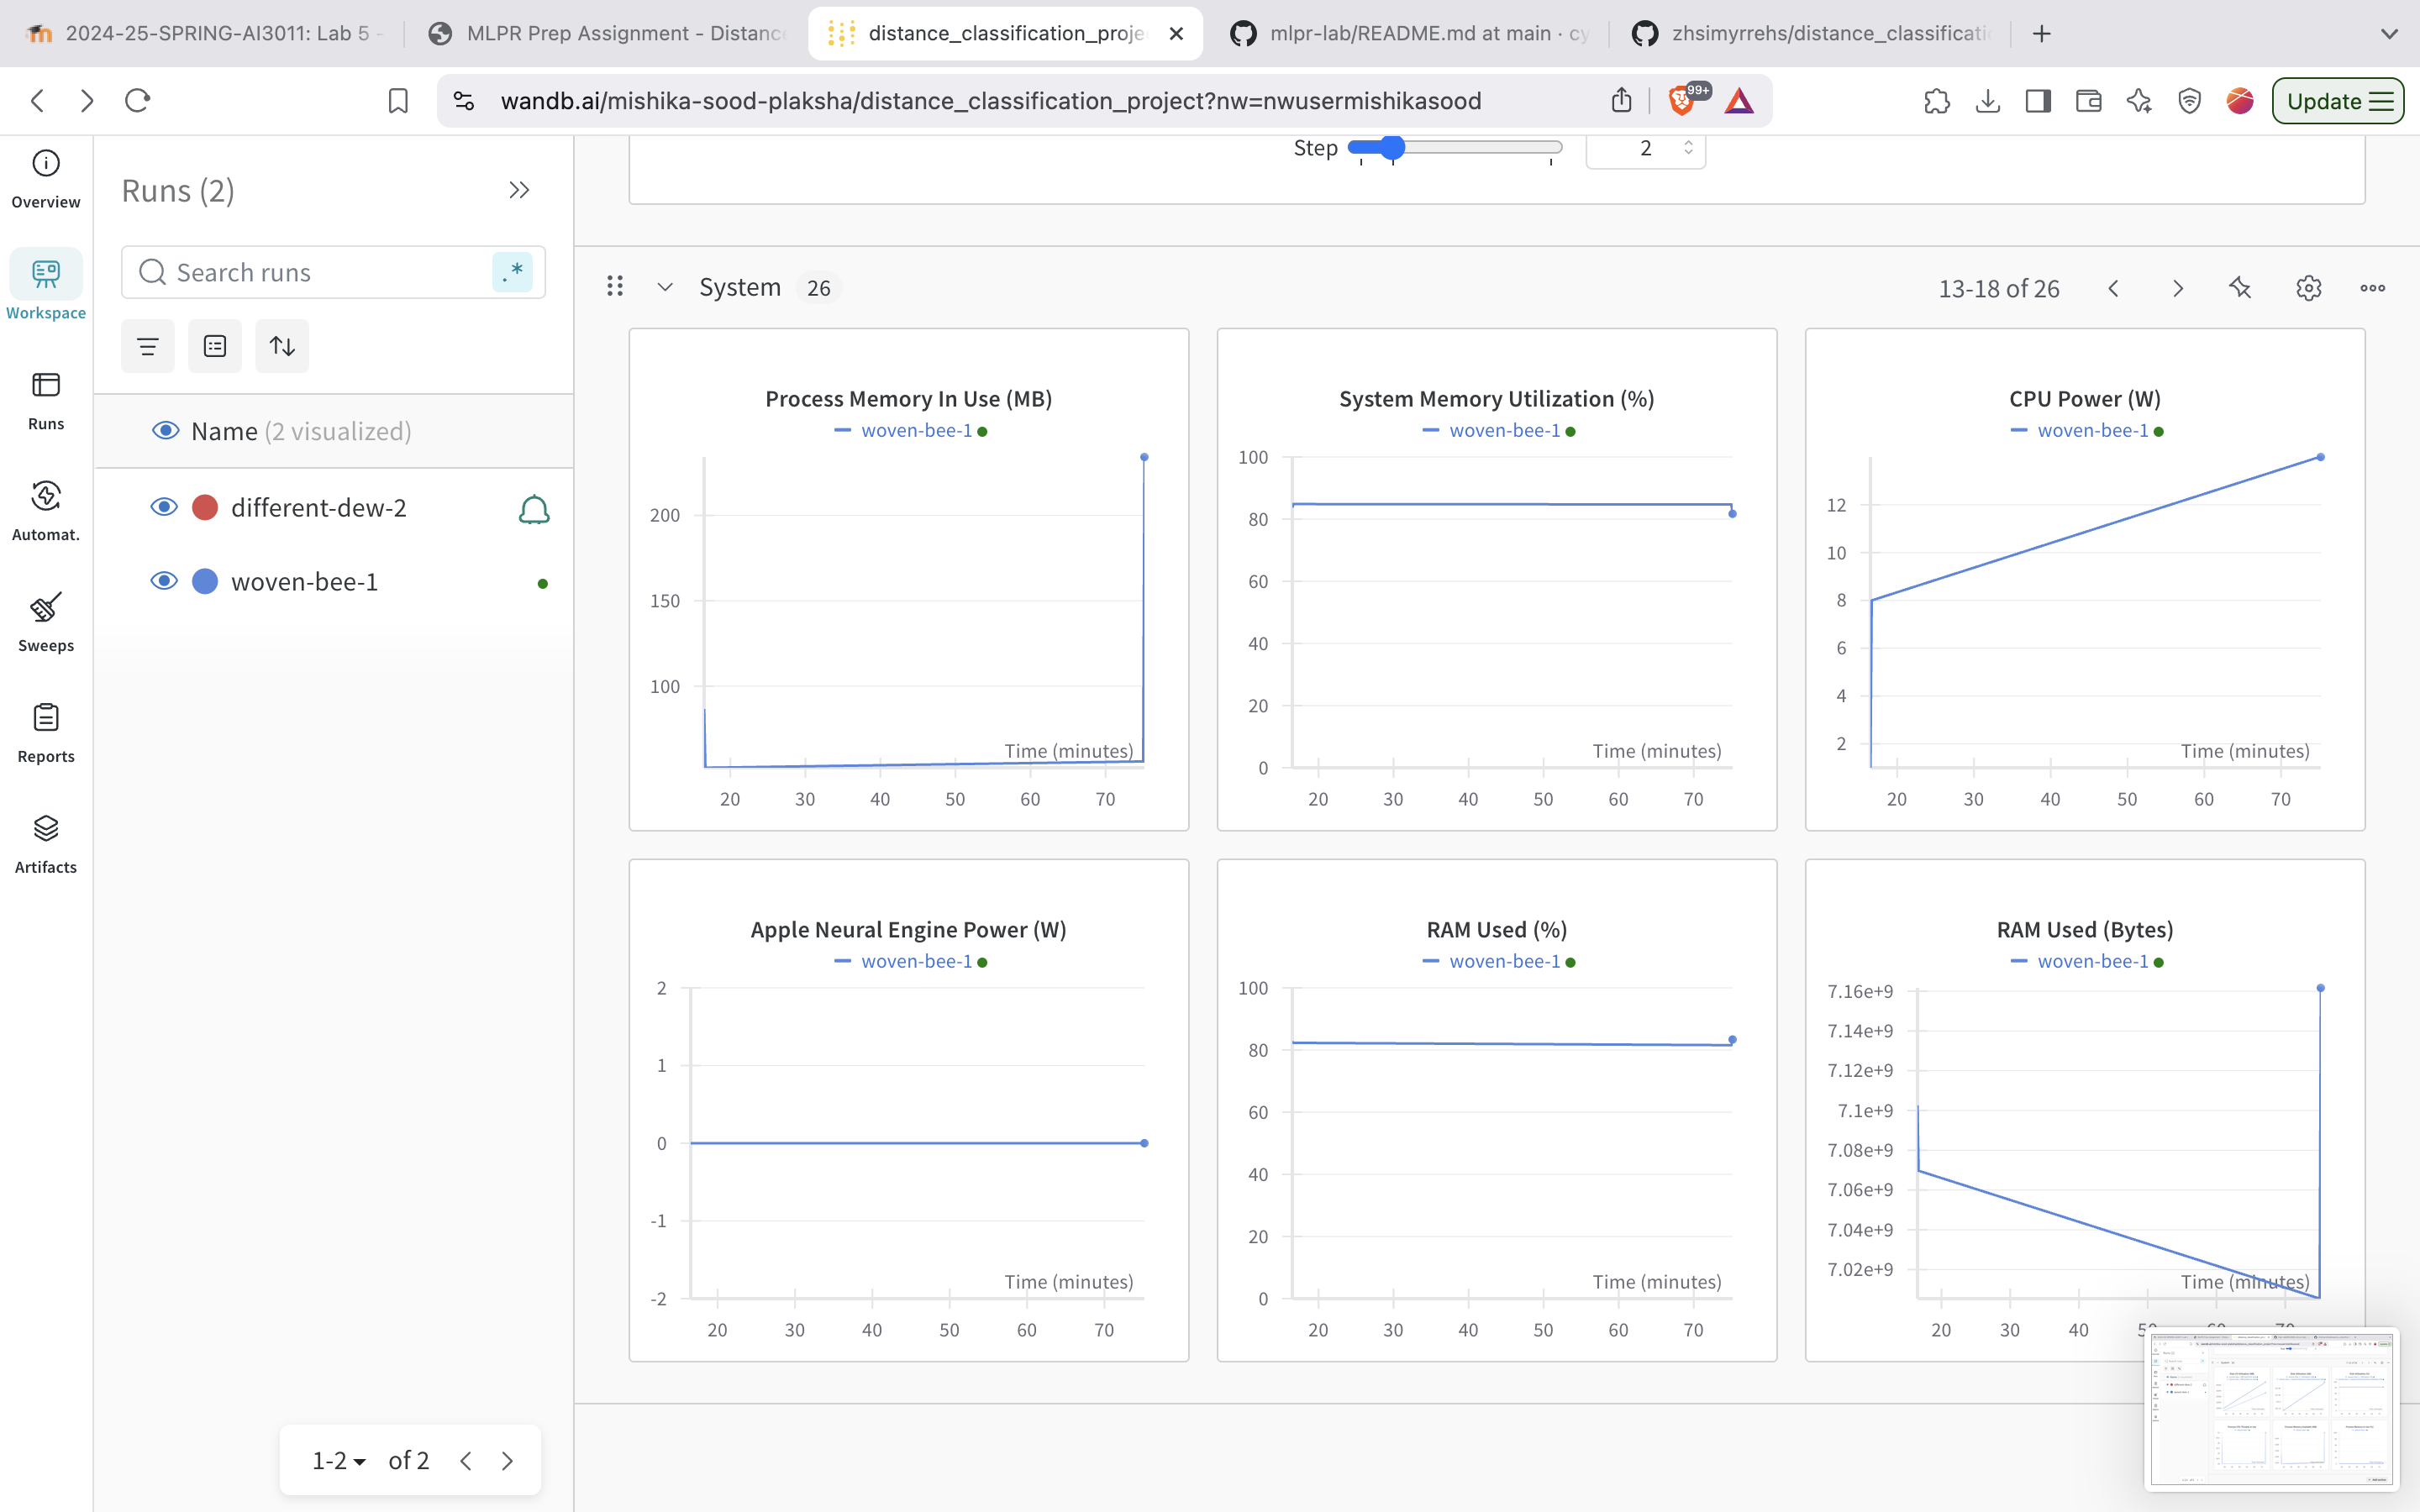 2024-25-SPRING-AI3011: Lab 5 -
MLPR Prep Assignment - Distanc
distance_classification_proje
mlpr-lab/README.md at main · cy
zhsimyrrehs/distance_classificati
wandb.ai/mishika-sood-plaksha/distance_classification_project?nw=nwusermishikasood
99+
Update
Overview
Workspace
Runs
Automat.
Sweeps
Reports
Artifacts
Runs (2)
Search runs
.*
Name (2 visualized)
different-dew-2
woven-bee-1
1-2 of 2
Step 2
System 26
13-18 of 26
Process Memory In Use (MB)
woven-bee-1
200
150
100
Time (minutes)
20 30 40 50 60 70
System Memory Utilization (%)
woven-bee-1
100
80
60
40
20
0
Time (minutes)
20 30 40 50 60 70
CPU Power (W)
woven-bee-1
12
10
8
6
4
2
Time (minutes)
20 30 40 50 60 70
Apple Neural Engine Power (W)
woven-bee-1
2
1
0
-1
-2
Time (minutes)
20 30 40 50 60 70
RAM Used (%)
woven-bee-1
100
80
60
40
20
0
Time (minutes)
20 30 40 50 60 70
RAM Used (Bytes)
woven-bee-1
7.16e+9
7.14e+9
7.12e+9
7.1e+9
7.08e+9
7.06e+9
7.04e+9
7.02e+9
Time (minutes)
20 30 40